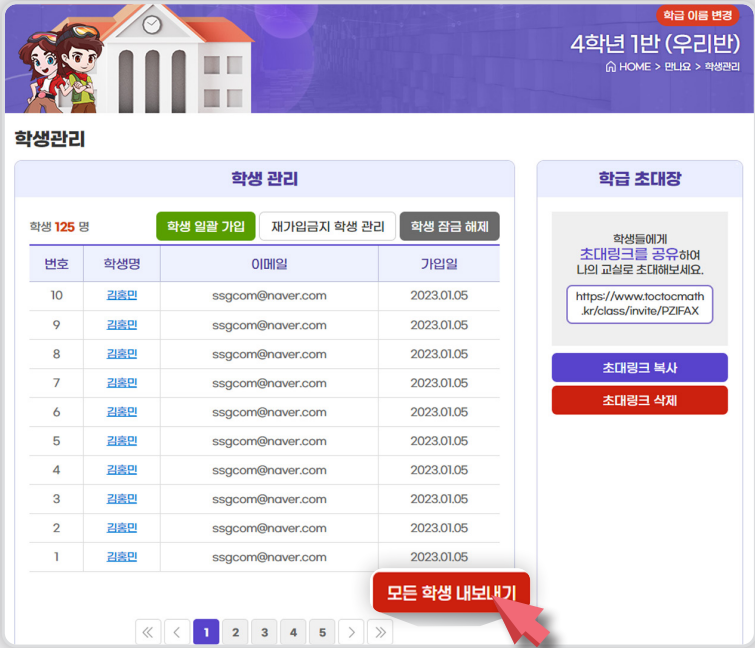 학급 이름 변경
4학년 1반 (우리반)
HOME > 만나요 > 학생관리
학생관리
학생 관리
학생 125 명
학생 일괄 가입
재가입금지 학생 관리
학생 잠금 해제
번호 학생명 이메일 가입일
10 김홍민 ssgcom@naver.com 2023.01.05
9 김홍민 ssgcom@naver.com 2023.01.05
8 김홍민 ssgcom@naver.com 2023.01.05
7 김홍민 ssgcom@naver.com 2023.01.05
6 김홍민 ssgcom@naver.com 2023.01.05
5 김홍민 ssgcom@naver.com 2023.01.05
4 김홍민 ssgcom@naver.com 2023.01.05
3 김홍민 ssgcom@naver.com 2023.01.05
2 김홍민 ssgcom@naver.com 2023.01.05
1 김홍민 ssgcom@naver.com 2023.01.05
모든 학생 내보내기
« < 1 2 3 4 5 > »
학급 초대장
학생들에게
초대링크를 공유하여
나의 교실로 초대해보세요.
https://www.toctocmath
.kr/class/invite/PZIFAX
초대링크 복사
초대링크 삭제